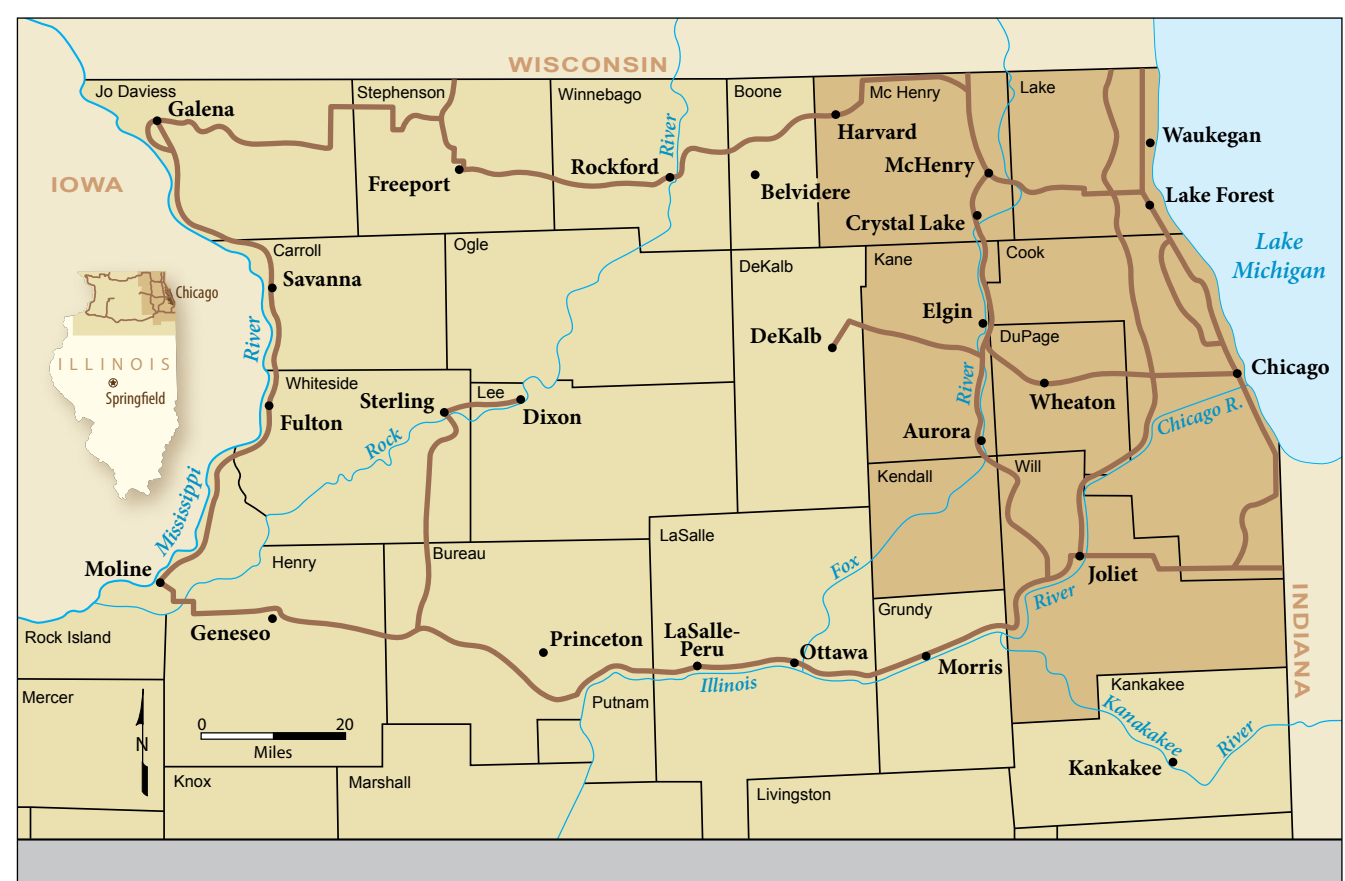 WISCONSIN
Jo Daviess
Stephenson
Winnebago
Boone
Mc Henry
Lake
Galena
Harvard
River
Waukegan
IOWA
Freeport
Rockford
Belvidere
McHenry
Lake Forest
Crystal Lake
Lake
Michigan
Carroll
Ogle
DeKalb
Kane
Cook
Savanna
Chicago
River
Elgin
DeKalb
DuPage
ILLINOIS
Springfield
Whiteside
Lee
River
Chicago
Sterling
Dixon
Wheaton
Fulton
Rock
Aurora
Chicago R.
Mississippi
Kendall
Will
LaSalle
Henry
Bureau
Moline
Fox
Joliet
River
Grundy
INDIANA
Rock Island
Geneseo
Princeton
LaSalle-
Peru
Ottawa
Morris
Illinois
Mercer
Putnam
Kankakee
Kanakakee
River
0
20
Miles
N
Knox
Marshall
Livingston
Kankakee